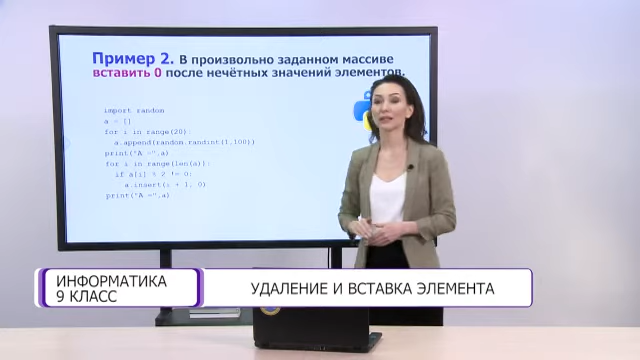 Пример 2. В произвольно заданном массиве
вставить 0 после нечётных значений элементов.
import random
a = []
for i in range(20):
a.append(random.randint(1,100))
print("A =",a)
for i in range(len(a)):
if a[i] % 2 != 0:
a.insert(i + 1, 0)
print("A =",a)
ИНФОРМАТИКА
9 КЛАСС
УДАЛЕНИЕ И ВСТАВКА ЭЛЕМЕНТА